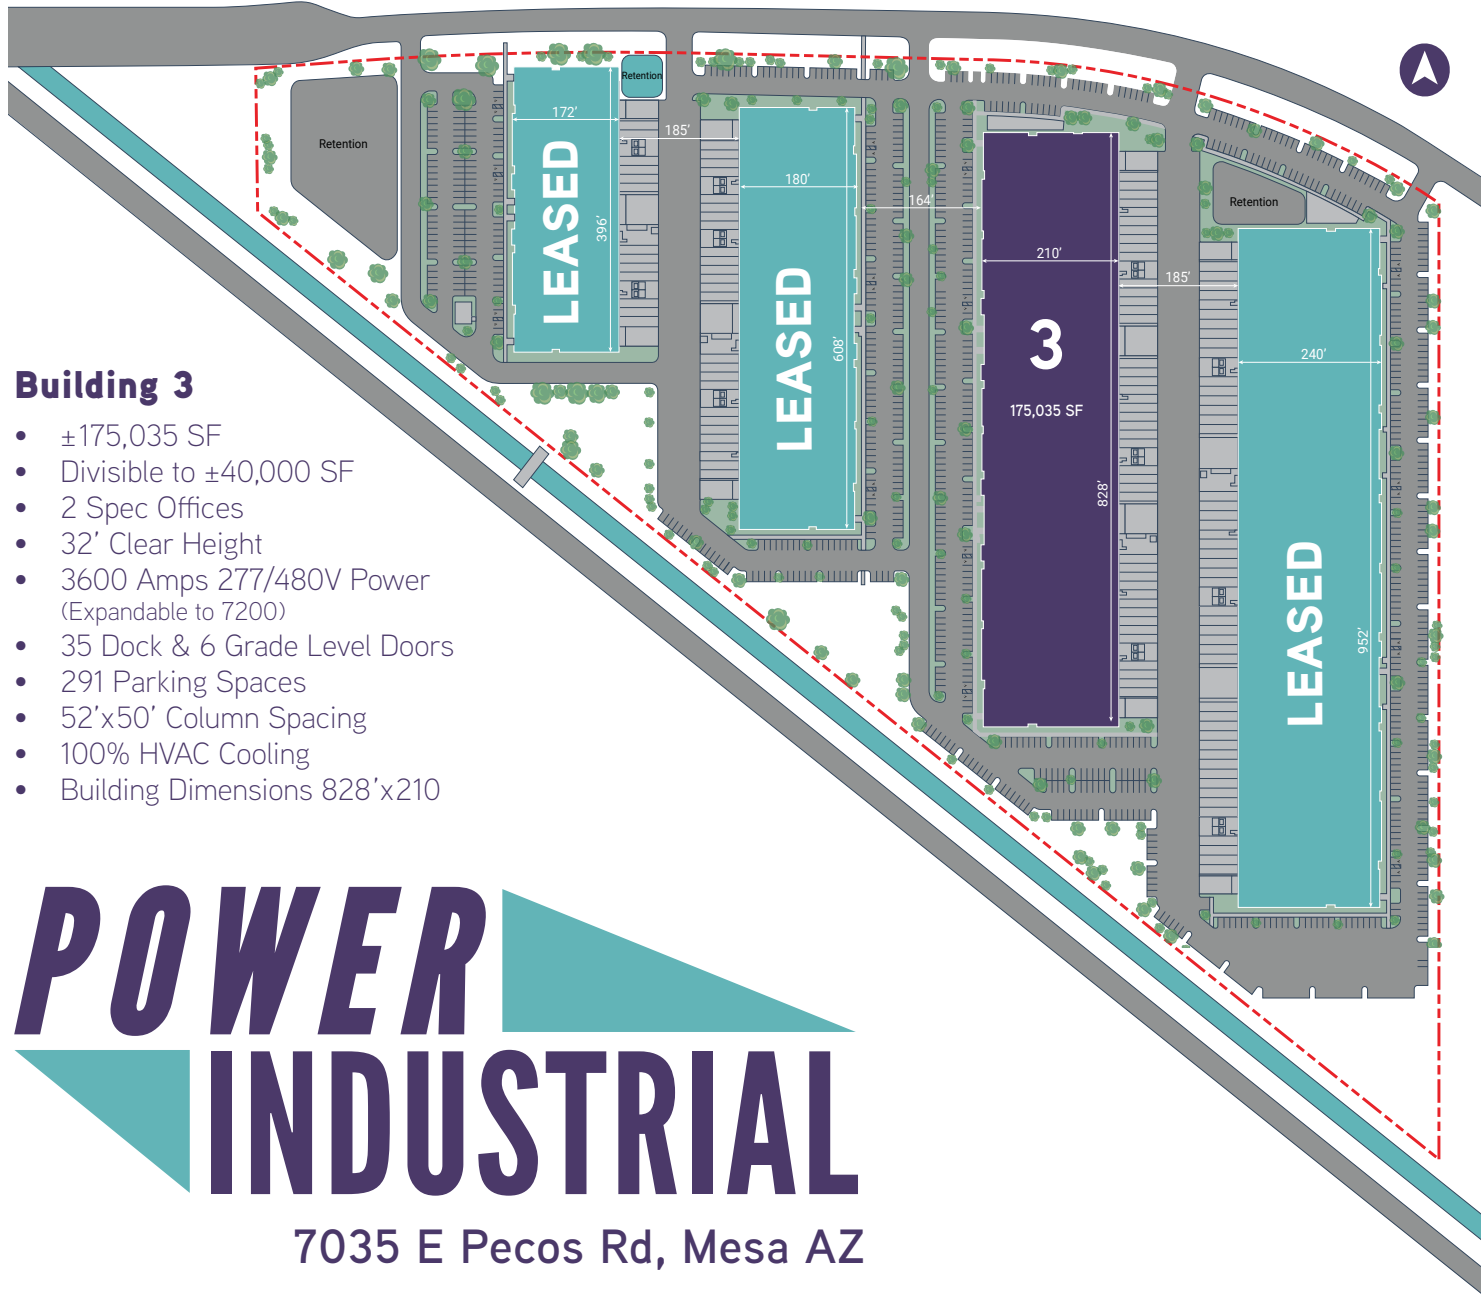 Retention
Retention
172'
LEASED
396'
185'
180'
LEASED
608'
164'
210'
3
175,035 SF
828'
185'
Retention
240'
LEASED
952'
Building 3
• ±175,035 SF
• Divisible to ±40,000 SF
• 2 Spec Offices
• 32' Clear Height
• 3600 Amps 277/480V Power
(Expandable to 7200)
• 35 Dock & 6 Grade Level Doors
• 291 Parking Spaces
• 52'x50' Column Spacing
• 100% HVAC Cooling
• Building Dimensions 828'x210
POWER
INDUSTRIAL
7035 E Pecos Rd, Mesa AZ